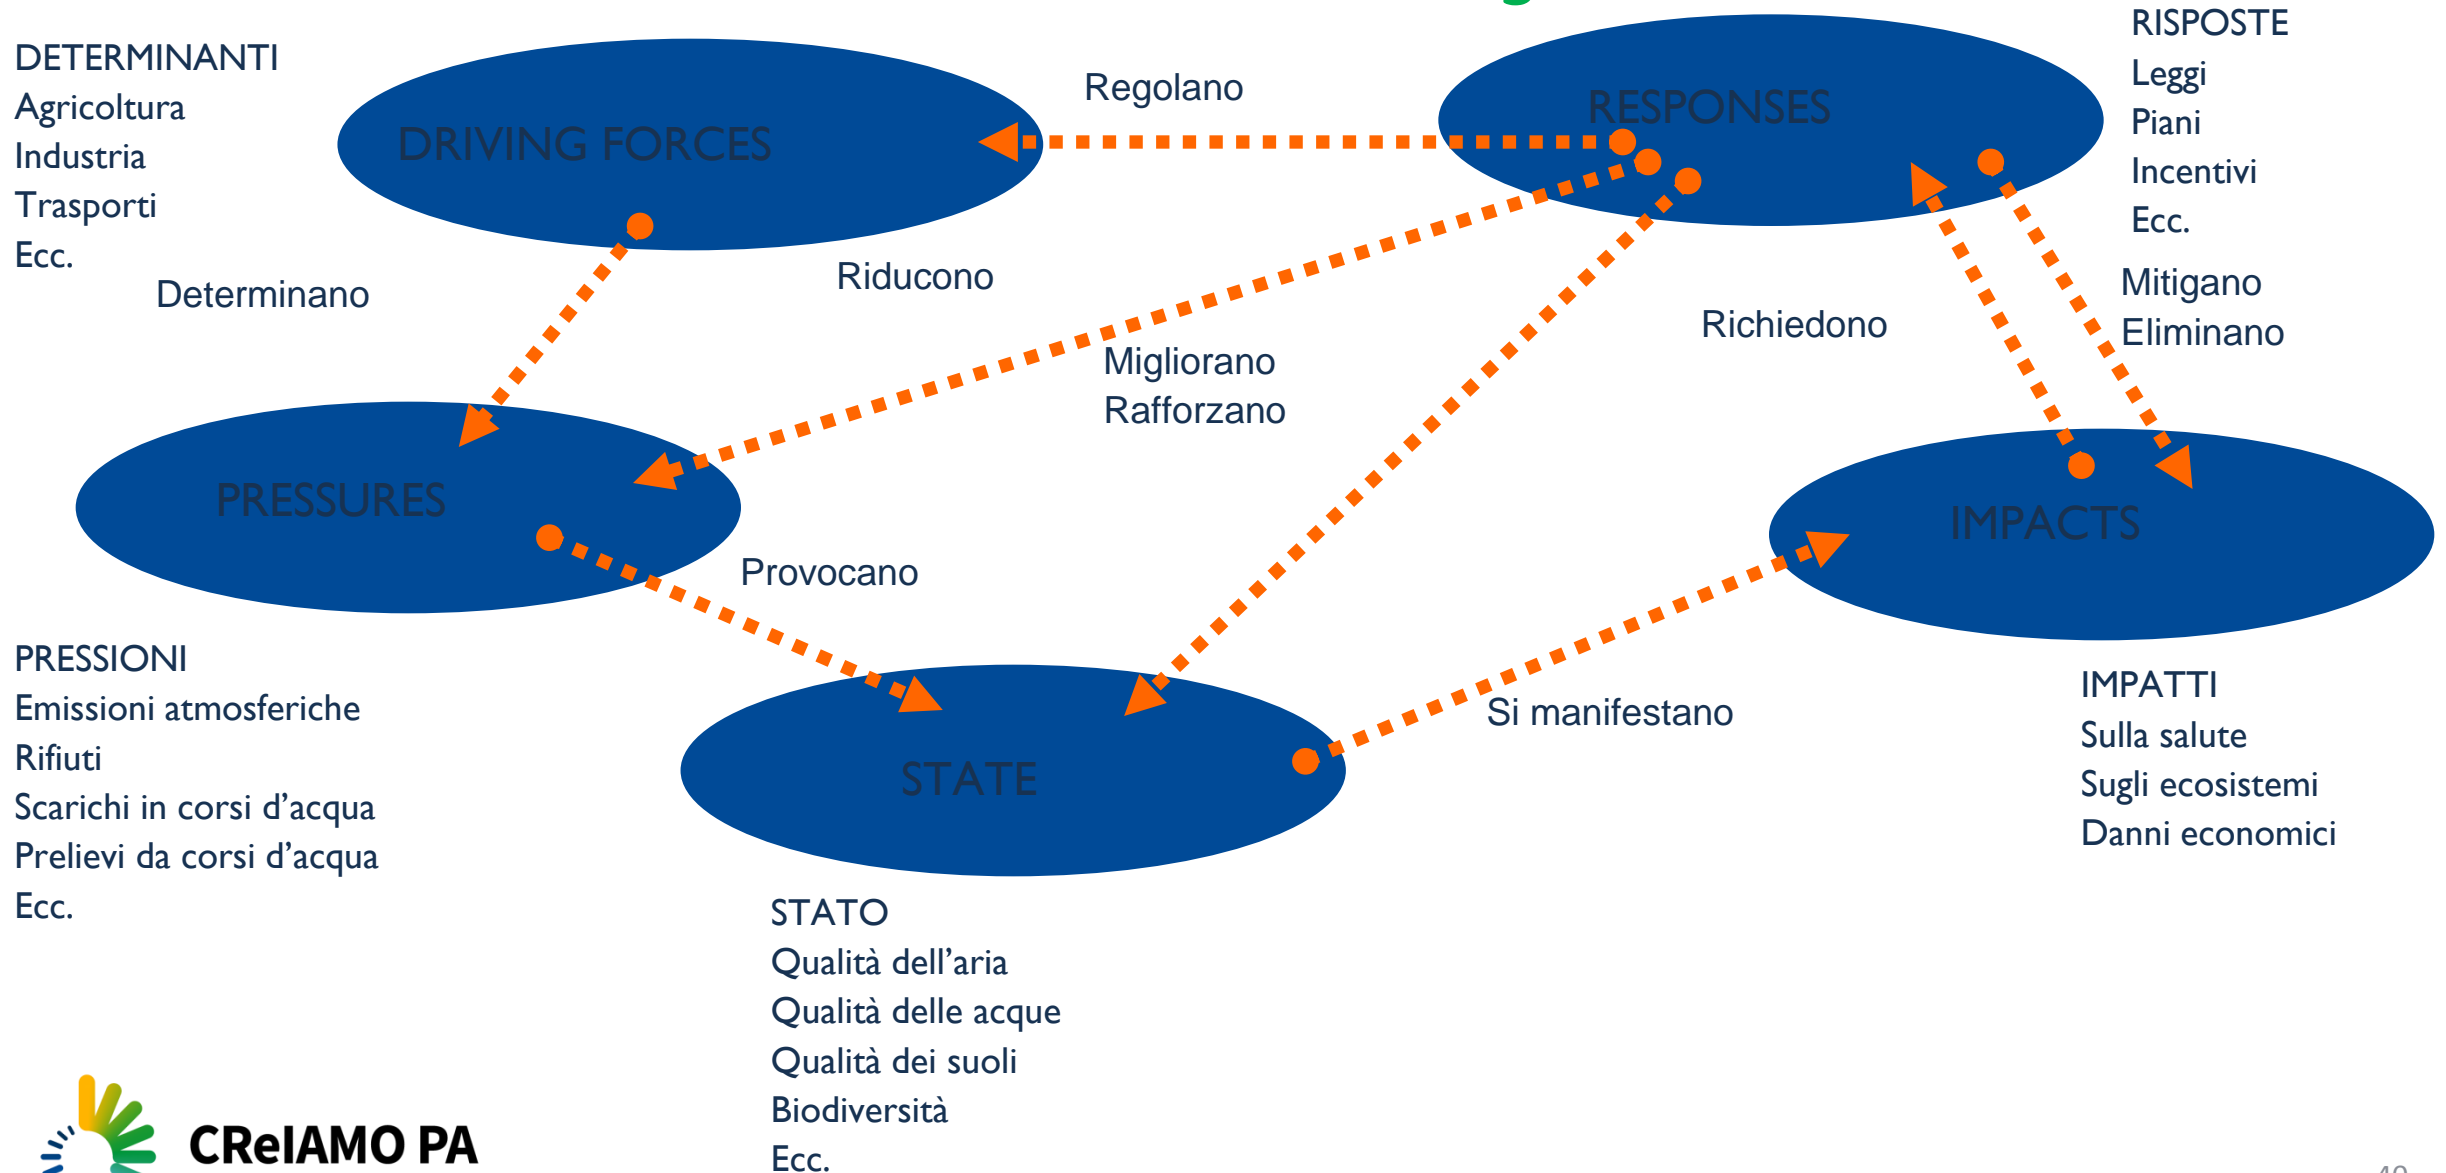 DETERMINANTI
Agricoltura
Industria
Trasporti
Ecc.
DRIVING FORCES
Regolano
RESPONSES
RISPOSTE
Leggi
Piani
Incentivi
Ecc.
Determinano
Riducono
Migliorano
Rafforzano
Richiedono
Mitigano
Eliminano
PRESSURES
Provocano
IMPACTS
PRESSIONI
Emissioni atmosferiche
Rifiuti
Scarichi in corsi d’acqua
Prelievi da corsi d’acqua
Ecc.
STATE
Si manifestano
IMPATTI
Sulla salute
Sugli ecosistemi
Danni economici
STATO
Qualità dell’aria
Qualità delle acque
Qualità dei suoli
Biodiversità
Ecc.
CReIAMO PA